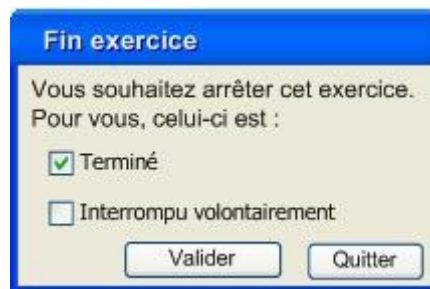 Fin exercice
Vous souhaitez arrêter cet exercice.
Pour vous, celui-ci est :
Terminé
Interrompu volontairement
Valider Quitter